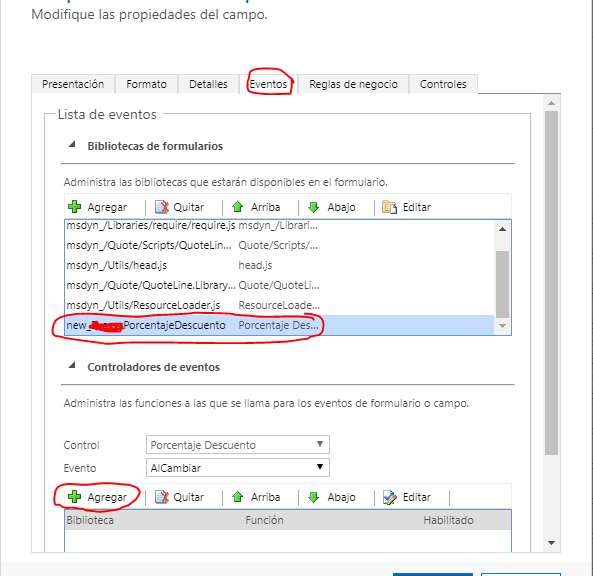 Modifique las propiedades del campo.
Presentación Formato Detalles Eventos Reglas de negocio Controles
Lista de eventos
Bibliotecas de formularios
Administra las bibliotecas que estarán disponibles en el formulario.
Agregar Quitar Arriba Abajo Editar
msdyn_/Libraries/require/require.js msdyn_/Librari...
msdyn_/Quote/Scripts/QuoteLin... Quote/Scripts/...
msdyn_/Utils/head.js head.js
msdyn_/Quote/QuoteLine.Library... Quote/QuoteLi...
msdyn_/Utils/ResourceLoader.js ResourceLoade...
new_ PorcentajeDescuento Porcentaje Des...
Controladores de eventos
Administra las funciones a las que se llama para los eventos de formulario o campo.
Control Porcentaje Descuento
Evento AlCambiar
Agregar Quitar Arriba Abajo Editar
Biblioteca Función Habilitado